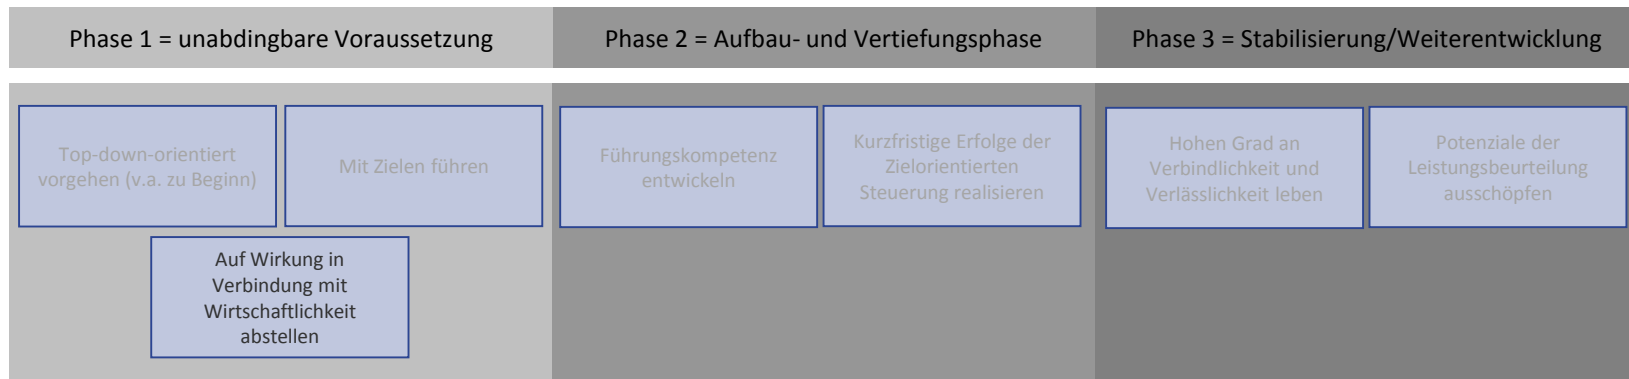 Phase 1 = unabdingbare Voraussetzung
Phase 2 = Aufbau- und Vertiefungsphase
Phase 3 = Stabilisierung/Weiterentwicklung
Top-down-orientiert
vorgehen (v.a. zu Beginn)
Mit Zielen führen
Auf Wirkung in
Verbindung mit
Wirtschaftlichkeit
abstellen
Führungskompetenz
entwickeln
Kurzfristige Erfolge der
Zielorientierten
Steuerung realisieren
Hohen Grad an
Verbindlichkeit und
Verlässlichkeit leben
Potenziale der
Leistungsbeurteilung
ausschöpfen